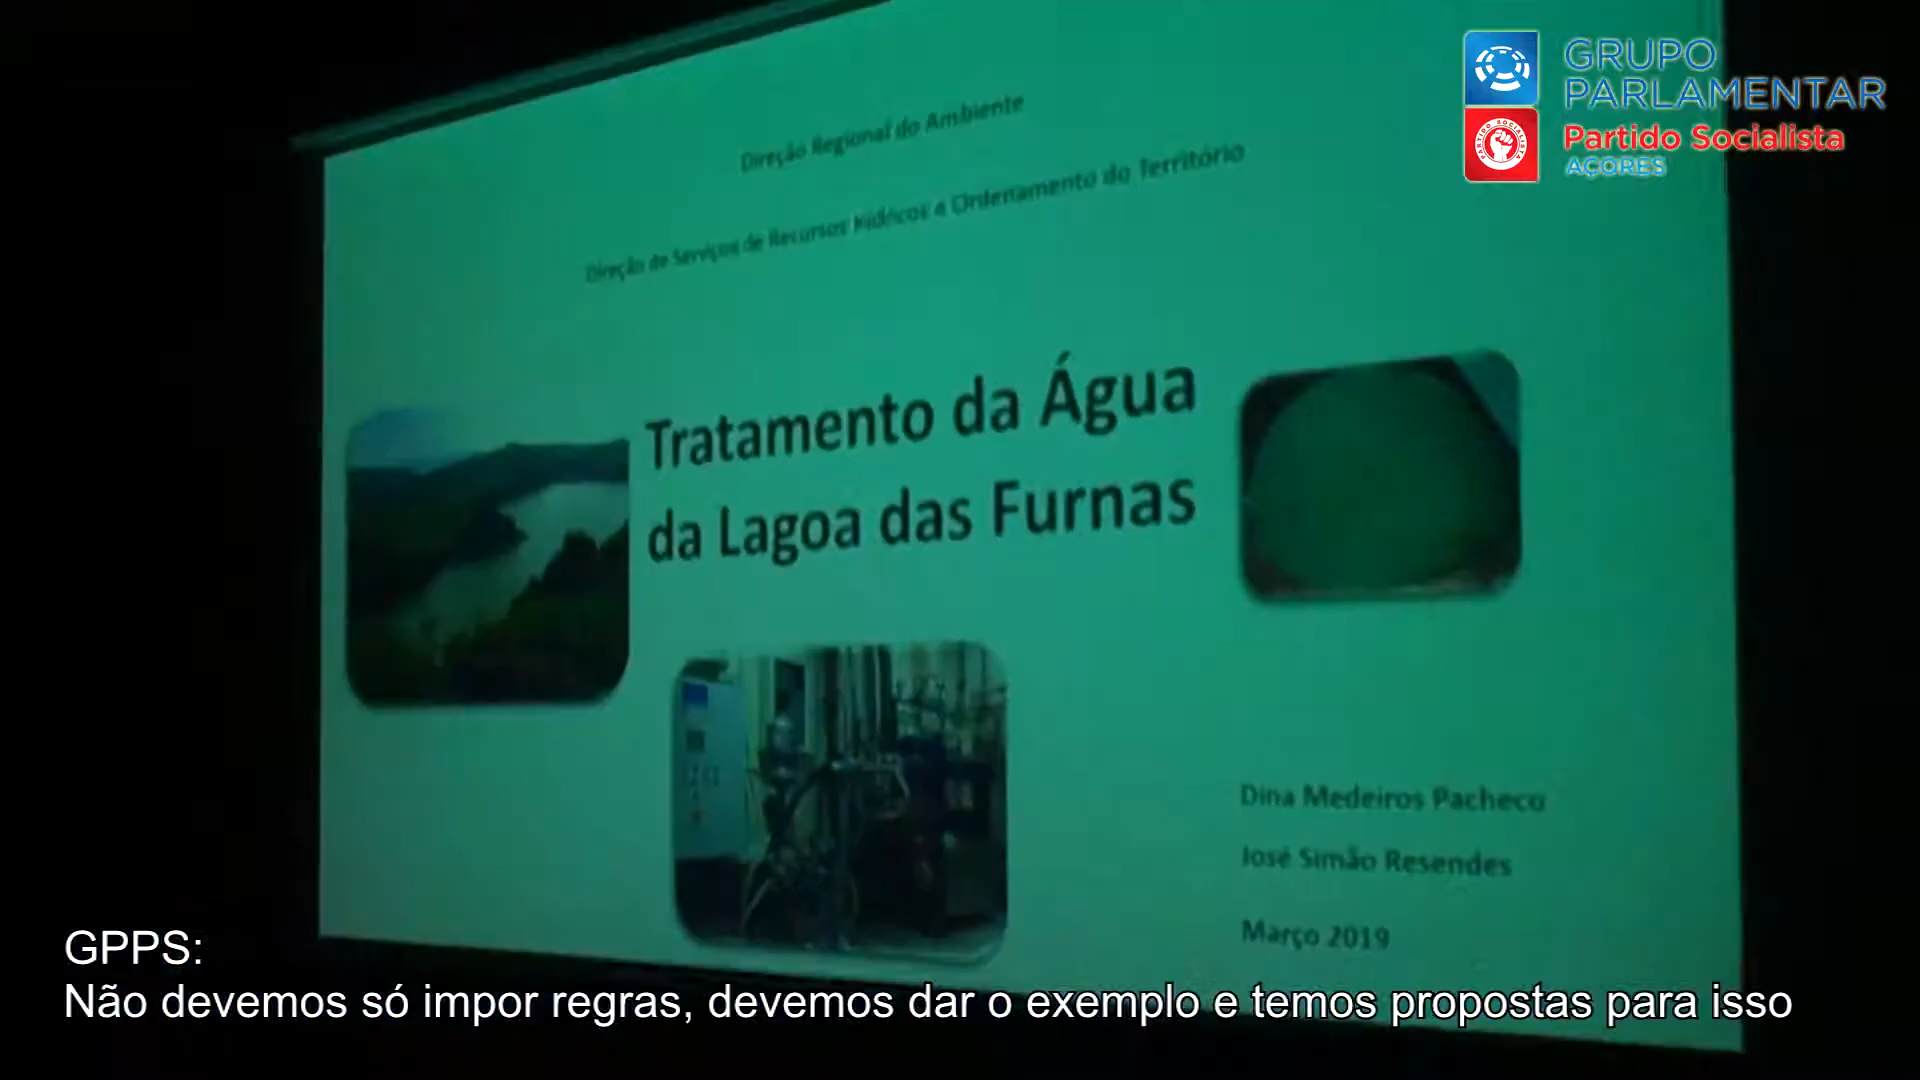 GRUPO
PARLAMENTAR
PARTIDO SOCIALISTA
Partido Socialista
AÇORES
Direção Regional do Ambiente
Direção de Serviços de Recursos Hídricos e Ordenamento do Território
Tratamento da Água
da Lagoa das Furnas
Dina Medeiros Pacheco
José Simão Resendes
Março 2019
GPPS:
Não devemos só impor regras, devemos dar o exemplo e temos propostas para isso